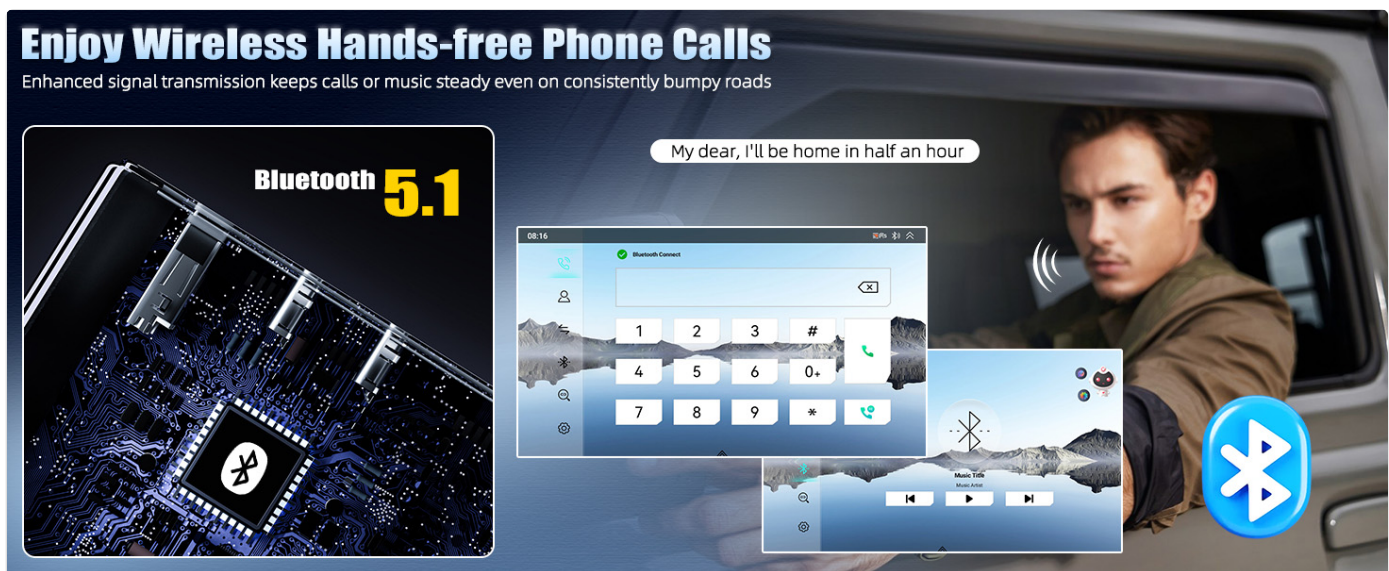 Enjoy Wireless Hands-free Phone Calls
Enhanced signal transmission keeps calls or music steady even on consistently bumpy roads
Bluetooth 5.1
My dear, I'll be home in half an hour
08:16
Bluetooth Connect
1 2 3 #
4 5 6 0+
7 8 9 *
Music Title
Music Artist